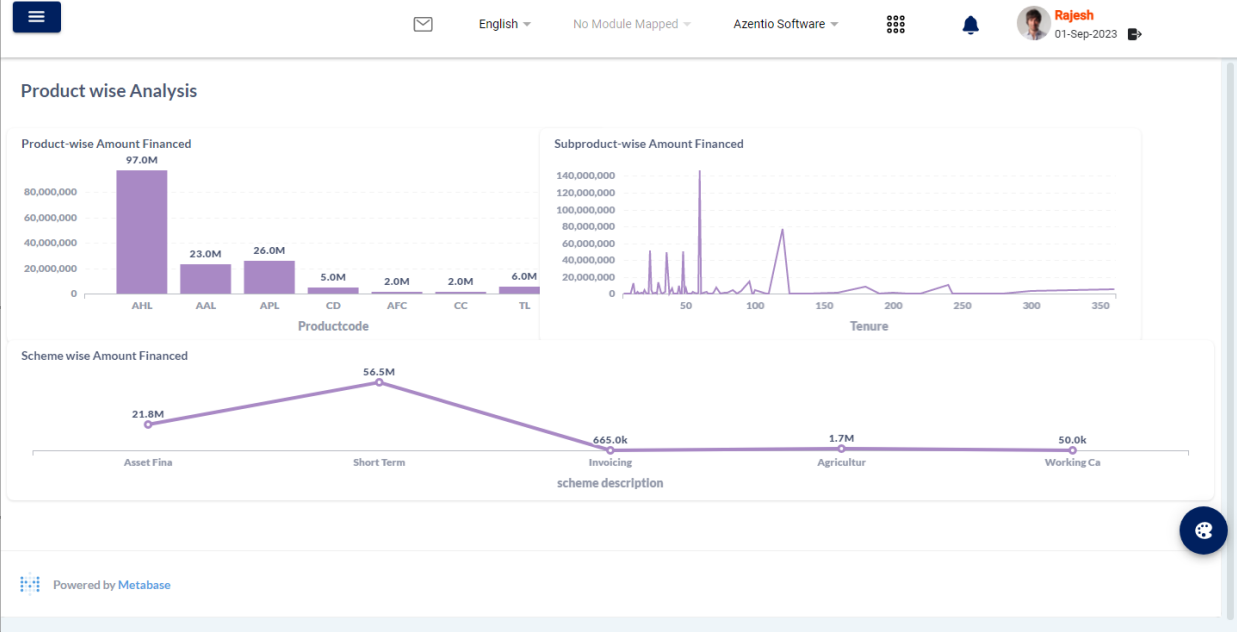 English
No Module Mapped
Azentio Software
Rajesh
01-Sep-2023
Product wise Analysis
Product-wise Amount Financed
97.0M
80,000,000
60,000,000
40,000,000
20,000,000
0
23.0M
26.0M
5.0M
2.0M
2.0M
6.0M
AHL
AAL
APL
CD
AFC
CC
TL
Productcode
Subproduct-wise Amount Financed
140,000,000
120,000,000
100,000,000
80,000,000
60,000,000
40,000,000
20,000,000
0
50
100
150
200
250
300
350
Tenure
Scheme wise Amount Financed
21.8M
56.5M
665.0k
1.7M
50.0k
Asset Fina
Short Term
Invoicing
Agricultur
Working Ca
scheme description
Powered by Metabase